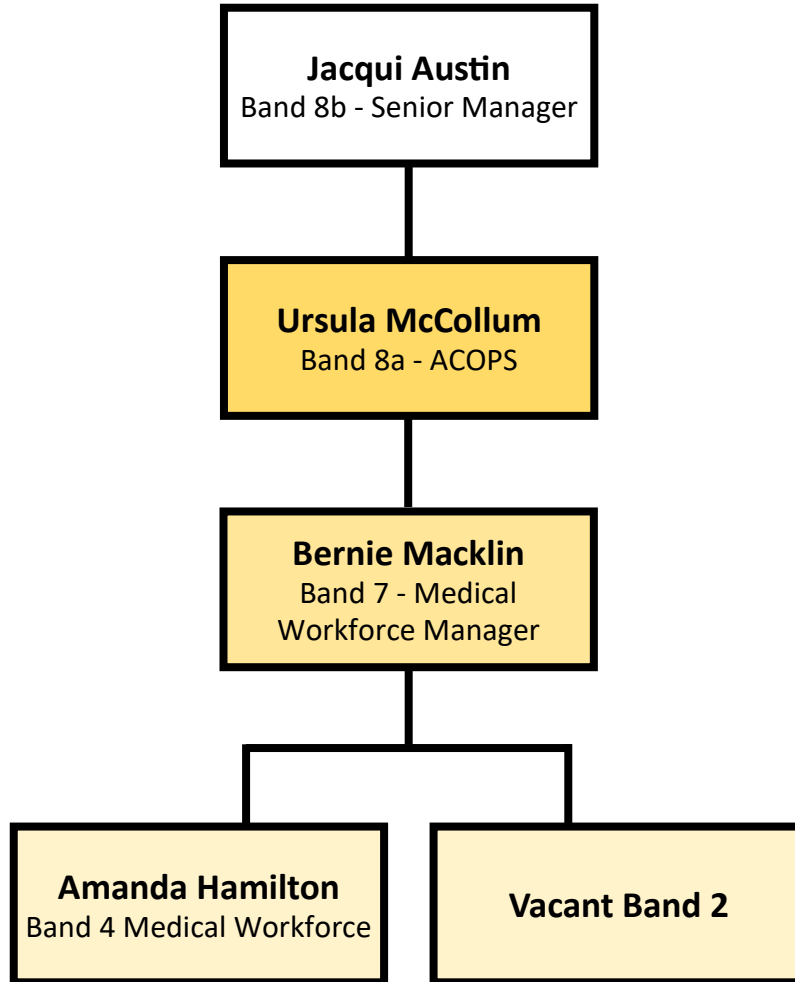 Jacqui Austin
Band 8b - Senior Manager
Ursula McCollum
Band 8a - ACOPS
Bernie Macklin
Band 7 - Medical
Workforce Manager
Amanda Hamilton
Band 4 Medical Workforce
Vacant Band 2